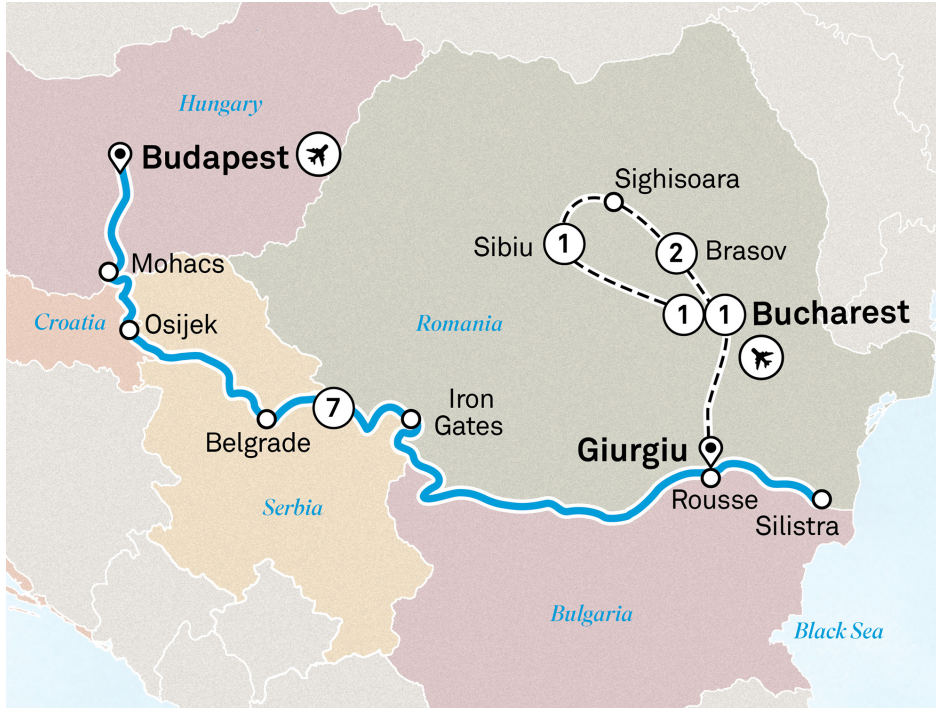 Hungary
Budapest
Sighisoara
Sibiu
1
2
Brasov
Mohacs
Croatia
Osijek
Romania
1
1
Bucharest
7
Iron
Gates
Belgrade
Giurgiu
Rousse
Silistra
Serbia
Bulgaria
Black Sea